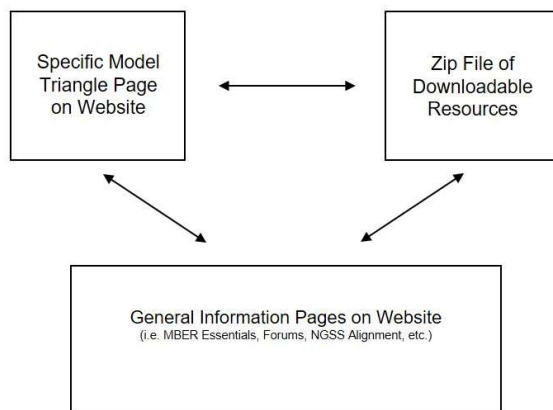 Specific Model
Triangle Page
on Website
Zip File of
Downloadable
Resources
General Information Pages on Website
(i.e. MBER Essentials, Forums, NGSS Alignment, etc.)